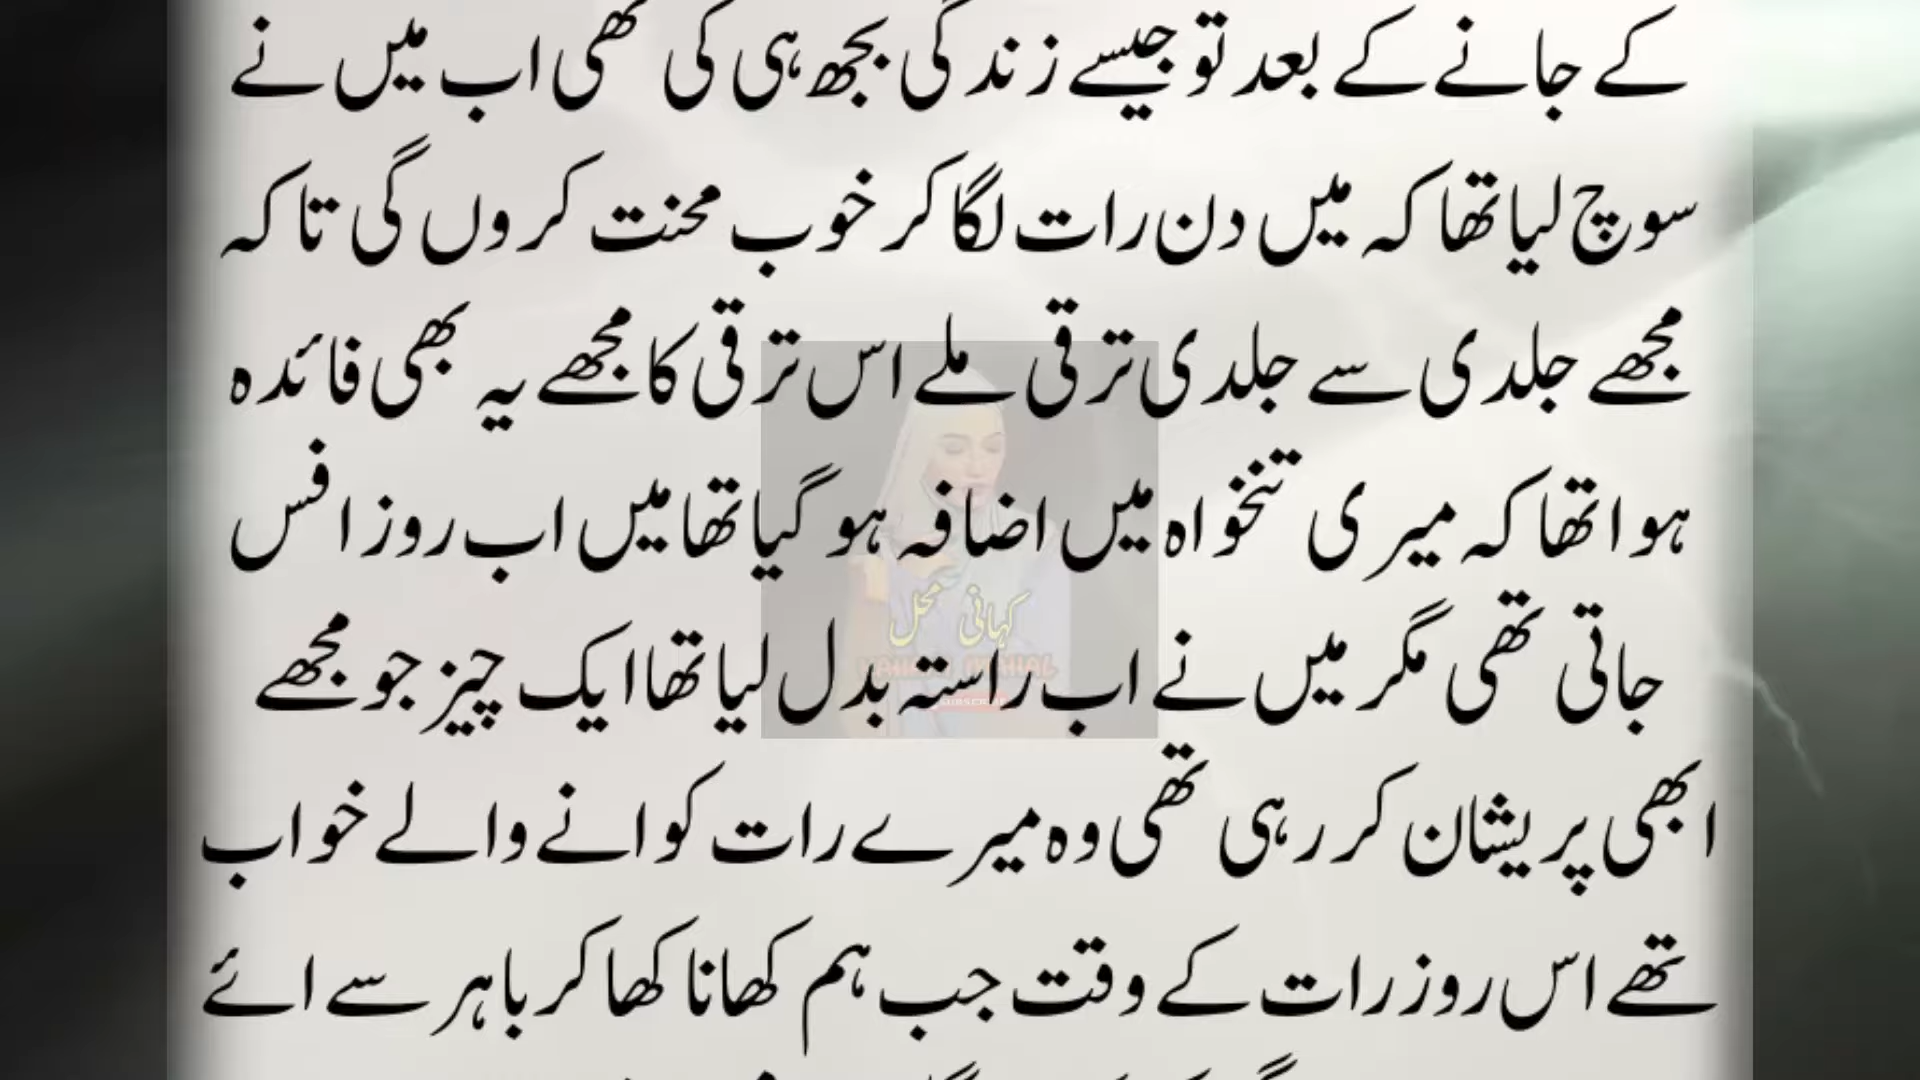 کے جانے کے بعد تو جیسے زندگی بجھ ہی گی تھی اب میں نے
سوچ لیا تھا کہ میں دن رات لگا کر خوب محنت کروں گی تا کہ
مجھے جلدی سے جلدی ترقی ملے اس ترقی کا مجھے یہ بھی فائدہ
ہوا تھا کہ میری تنخواہ میں اضافہ ہو گیا تھا میں اب روز افس
کہانی محل
جاتی تھی مگر میں نے اب راستہ بدل لیا تھا ایک چیز جو مجھے
ابھی پریشان کر رہی تھی وہ میرے رات کو انے والے خواب
تھے اس روز رات کے وقت جب ہم کھانا کھا کر باہر سے ائے